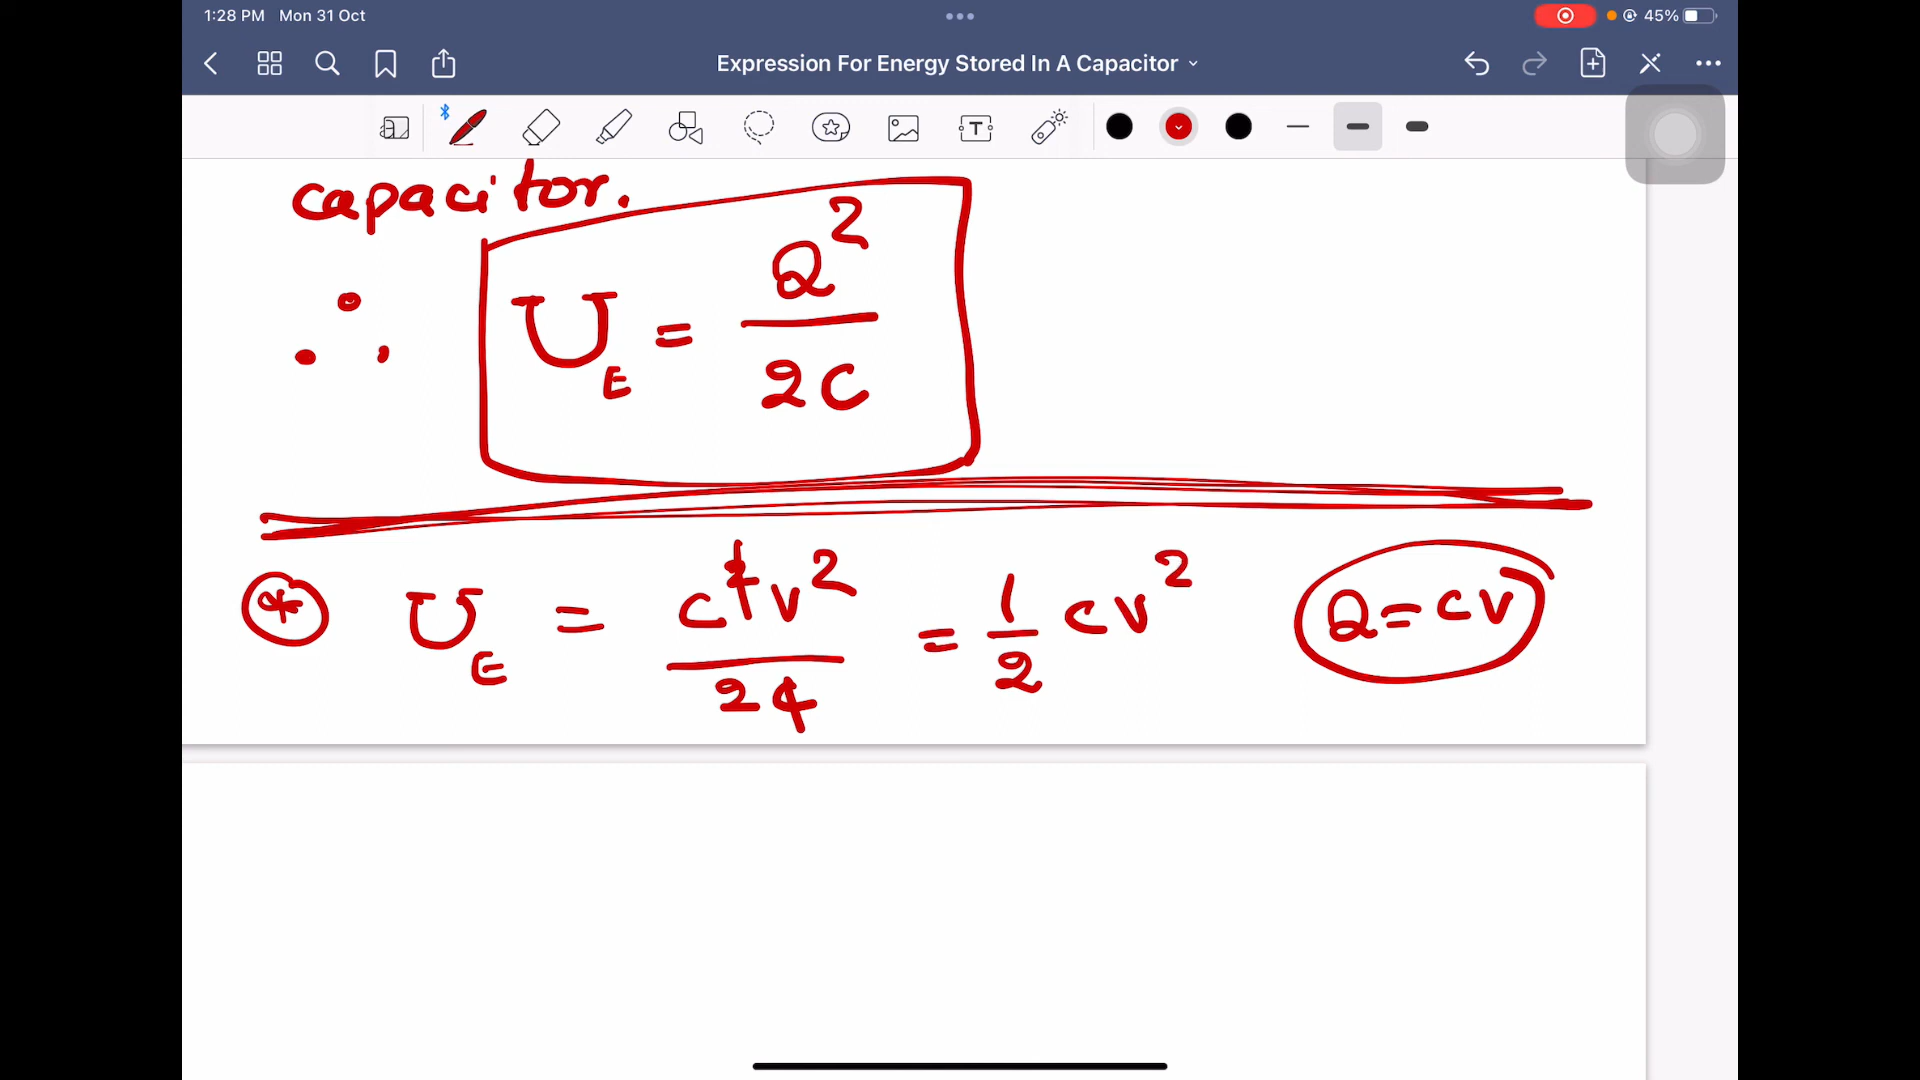 1:28 PM Mon 31 Oct
45%
Expression For Energy Stored In A Capacitor
capacitor.
∴ U_E = Q² / 2C
* U_E = C²V² / 2C = 1/2 CV² Q = CV